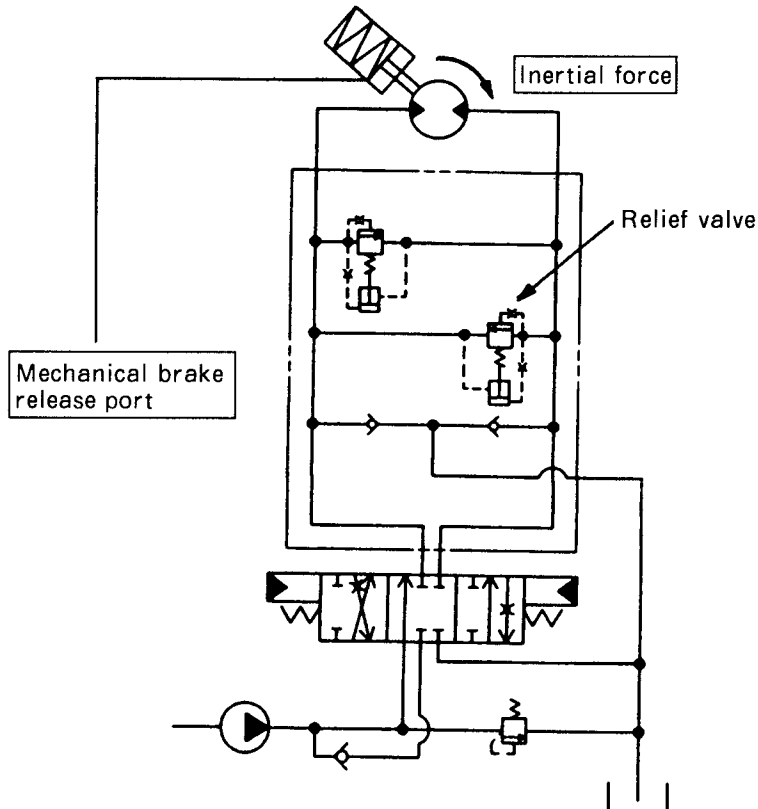 Inertial force
Relief valve
Mechanical brake
release port